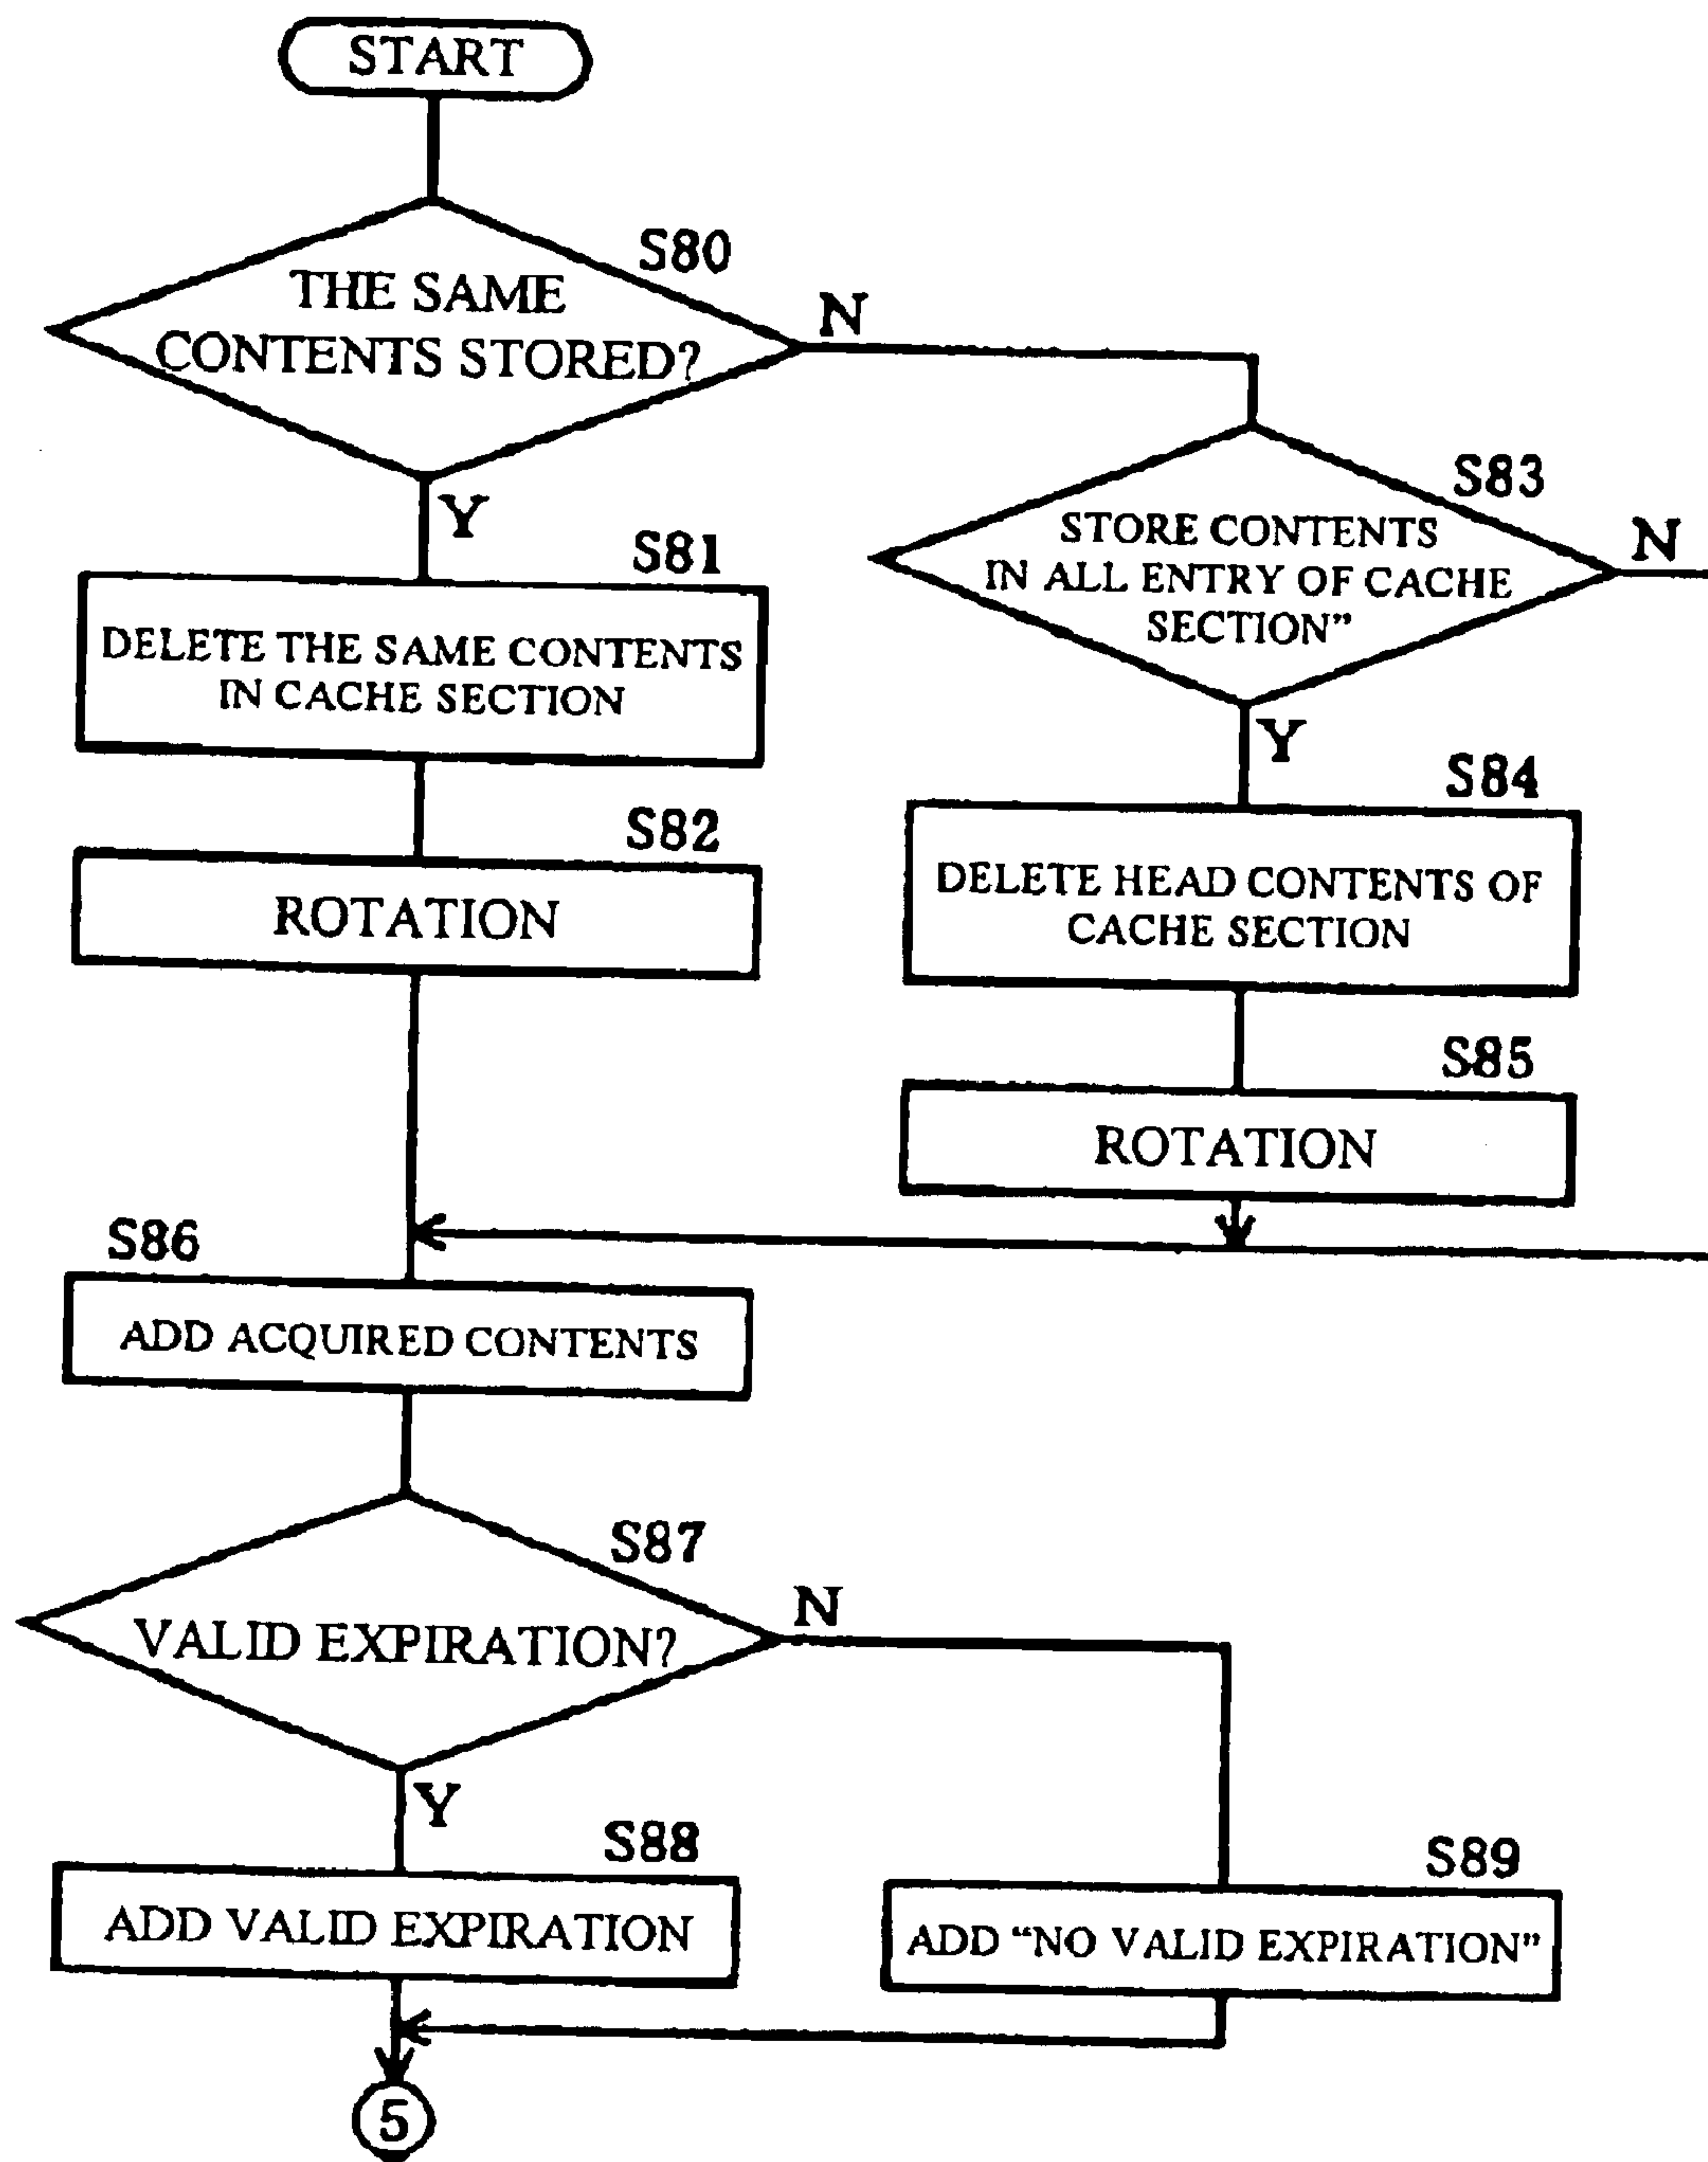 START
S80
THE SAME
CONTENTS STORED?
N
Y
S83
STORE CONTENTS
IN ALL ENTRY OF CACHE
SECTION”
N
Y
S81
DELETE THE SAME CONTENTS
IN CACHE SECTION
S82
ROTATION
S84
DELETE HEAD CONTENTS OF
CACHE SECTION
S85
ROTATION
S86
ADD ACQUIRED CONTENTS
S87
VALID EXPIRATION?
N
Y
S88
ADD VALID EXPIRATION
S89
ADD “NO VALID EXPIRATION”
5